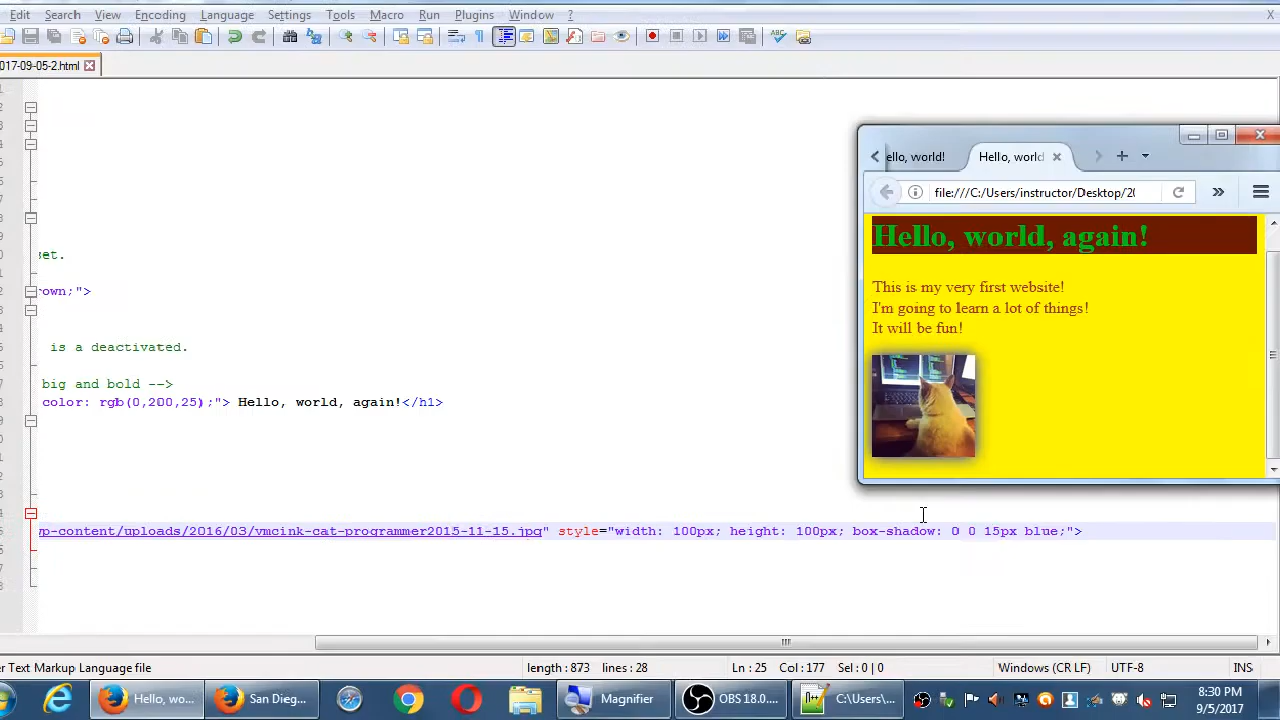 Edit Search View Encoding Language Settings Tools Macro Run Plugins Window ? X
017-09-05-2.html
ello, world! Hello, world
file:///C:/Users/instructor/Desktop/20
Hello, world, again!
set.
rown;">
This is my very first website!
I'm going to learn a lot of things!
It will be fun!
is a deactivated.
big and bold -->
color: rgb(0,200,25);"> Hello, world, again!</h1>
vp-content/uploads/2016/03/vmcink-cat-programmer2015-11-15.jpg" style="width: 100px; height: 100px; box-shadow: 0 0 15px blue;">
r Text Markup Language file length : 873 lines : 28 Ln : 25 Col : 177 Sel : 0 | 0 Windows (CR LF) UTF-8 INS
Hello, wo... San Dieg... Magnifier OBS 18.0.... C:\Users\... 8:30 PM
9/5/2017